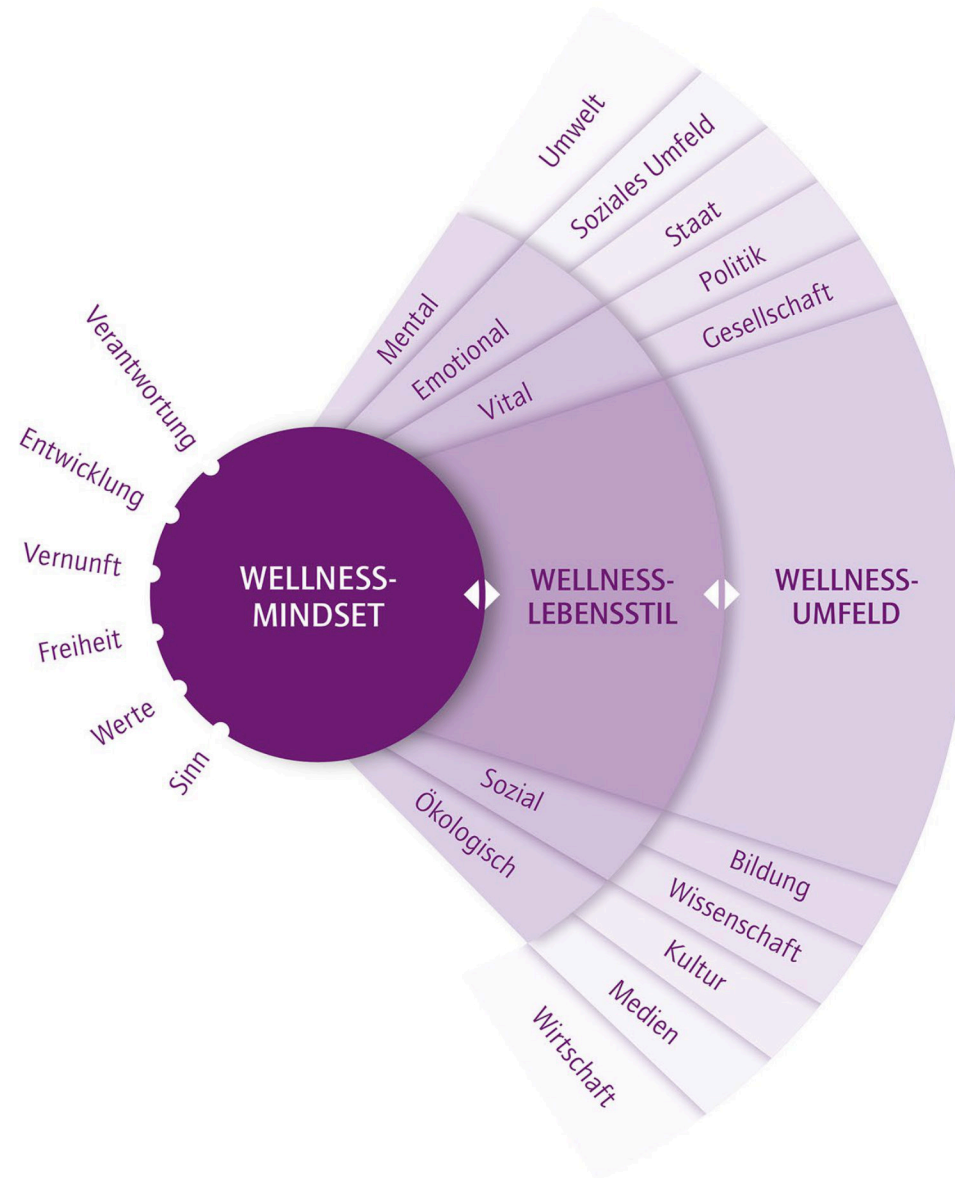 Umwelt
Soziales Umfeld
Staat
Politik
Gesellschaft
Mental
Emotional
Vital
Verantwortung
Entwicklung
Vernunft
Freiheit
Werte
Sinn
WELLNESS-
MINDSET
WELLNESS-
LEBENSSTIL
WELLNESS-
UMFELD
Sozial
Ökologisch
Bildung
Wissenschaft
Kultur
Medien
Wirtschaft